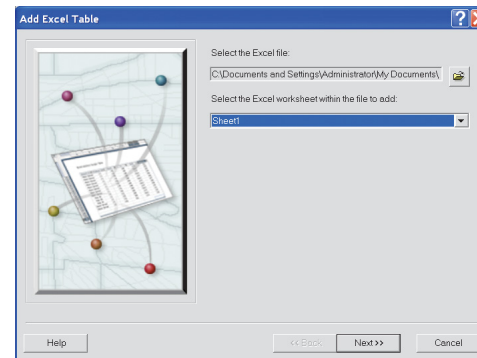 Add Excel Table
Select the Excel file:
C:\Documents and Settings\Administrator\My Documents\
Select the Excel worksheet within the file to add:
Sheet1
Help
<< Back
Next >>
Cancel